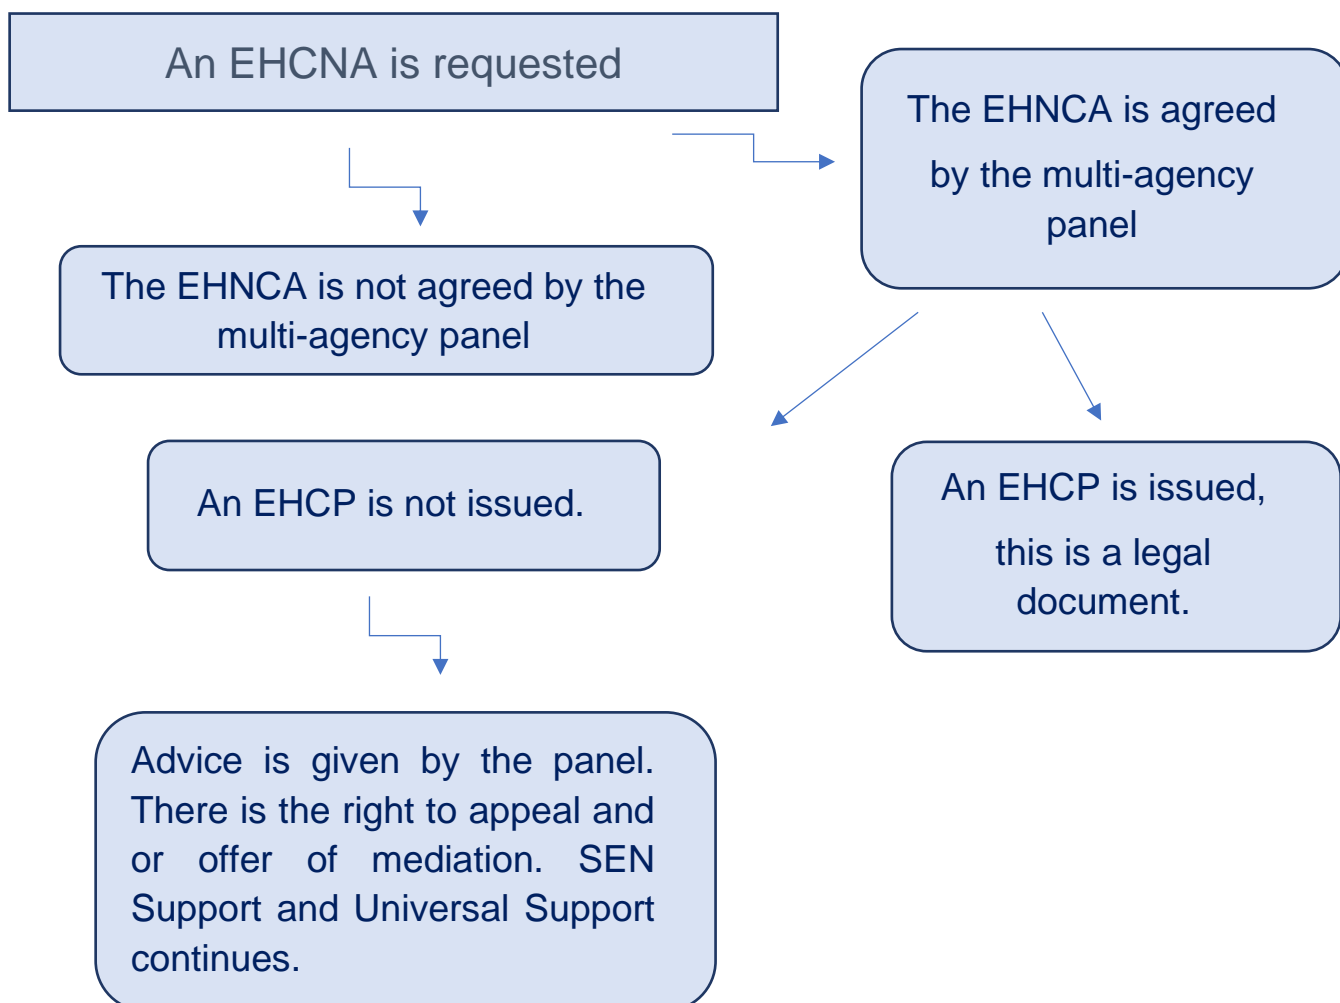 An EHCNA is requested
The EHNCA is agreed
by the multi-agency
panel
The EHNCA is not agreed by the
multi-agency panel
An EHCP is not issued.
An EHCP is issued,
this is a legal
document.
Advice is given by the panel.
There is the right to appeal and
or offer of mediation. SEN
Support and Universal Support
continues.